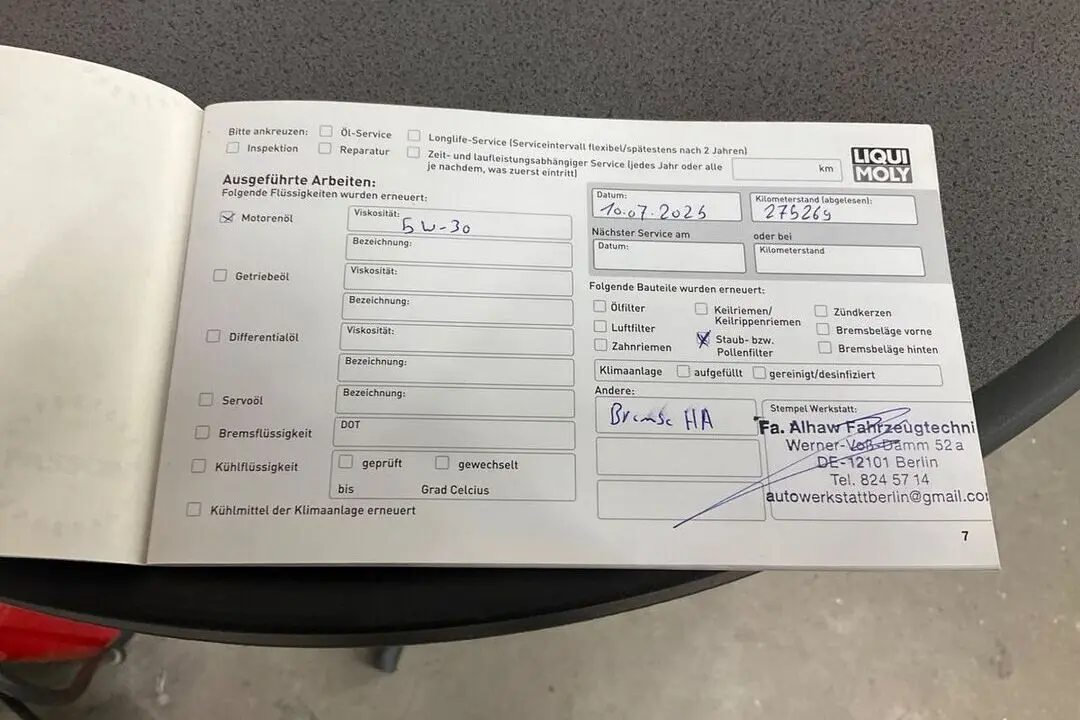 Bitte ankreuzen: Öl-Service Longlife-Service (Serviceintervall flexibel/spätestens nach 2 Jahren)
Inspektion Reparatur Zeit- und laufleistungsabhängiger Service (jedes Jahr oder alle
je nachdem, was zuerst eintritt) km
LIQUI
MOLY
Ausgeführte Arbeiten:
Folgende Flüssigkeiten wurden erneuert:
Motorenöl
Viskosität:
5W-30
Bezeichnung:
Getriebeöl
Viskosität:
Bezeichnung:
Differentialöl
Viskosität:
Bezeichnung:
Servoöl
Bezeichnung:
Bremsflüssigkeit
DOT
Kühlflüssigkeit
geprüft gewechselt
bis Grad Celcius
Kühlmittel der Klimaanlage erneuert
Datum:
10.07.2025
Kilometerstand (abgelesen):
275269
Nächster Service am oder bei
Datum:
Kilometerstand
Folgende Bauteile wurden erneuert:
Ölfilter
Luftfilter
Zahnriemen
Keilriemen/
Keilrippenriemen
Staub- bzw.
Pollenfilter
Zündkerzen
Bremsbeläge vorne
Bremsbeläge hinten
Klimaanlage aufgefüllt gereinigt/desinfiziert
Andere:
Bremse HA
Stempel Werkstatt:
Fa. Alhaw Fahrzeugtechni
Werner-Voß-Damm 52 a
DE-12101 Berlin
Tel. 824 57 14
autowerkstattberlin@gmail.co
7